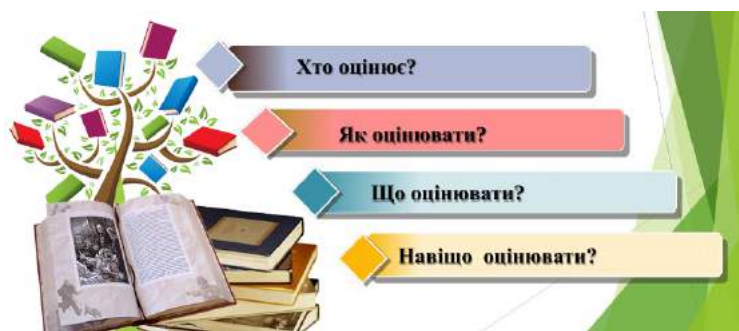 Хто оцінює?
Як оцінювати?
Що оцінювати?
Навіщо оцінювати?